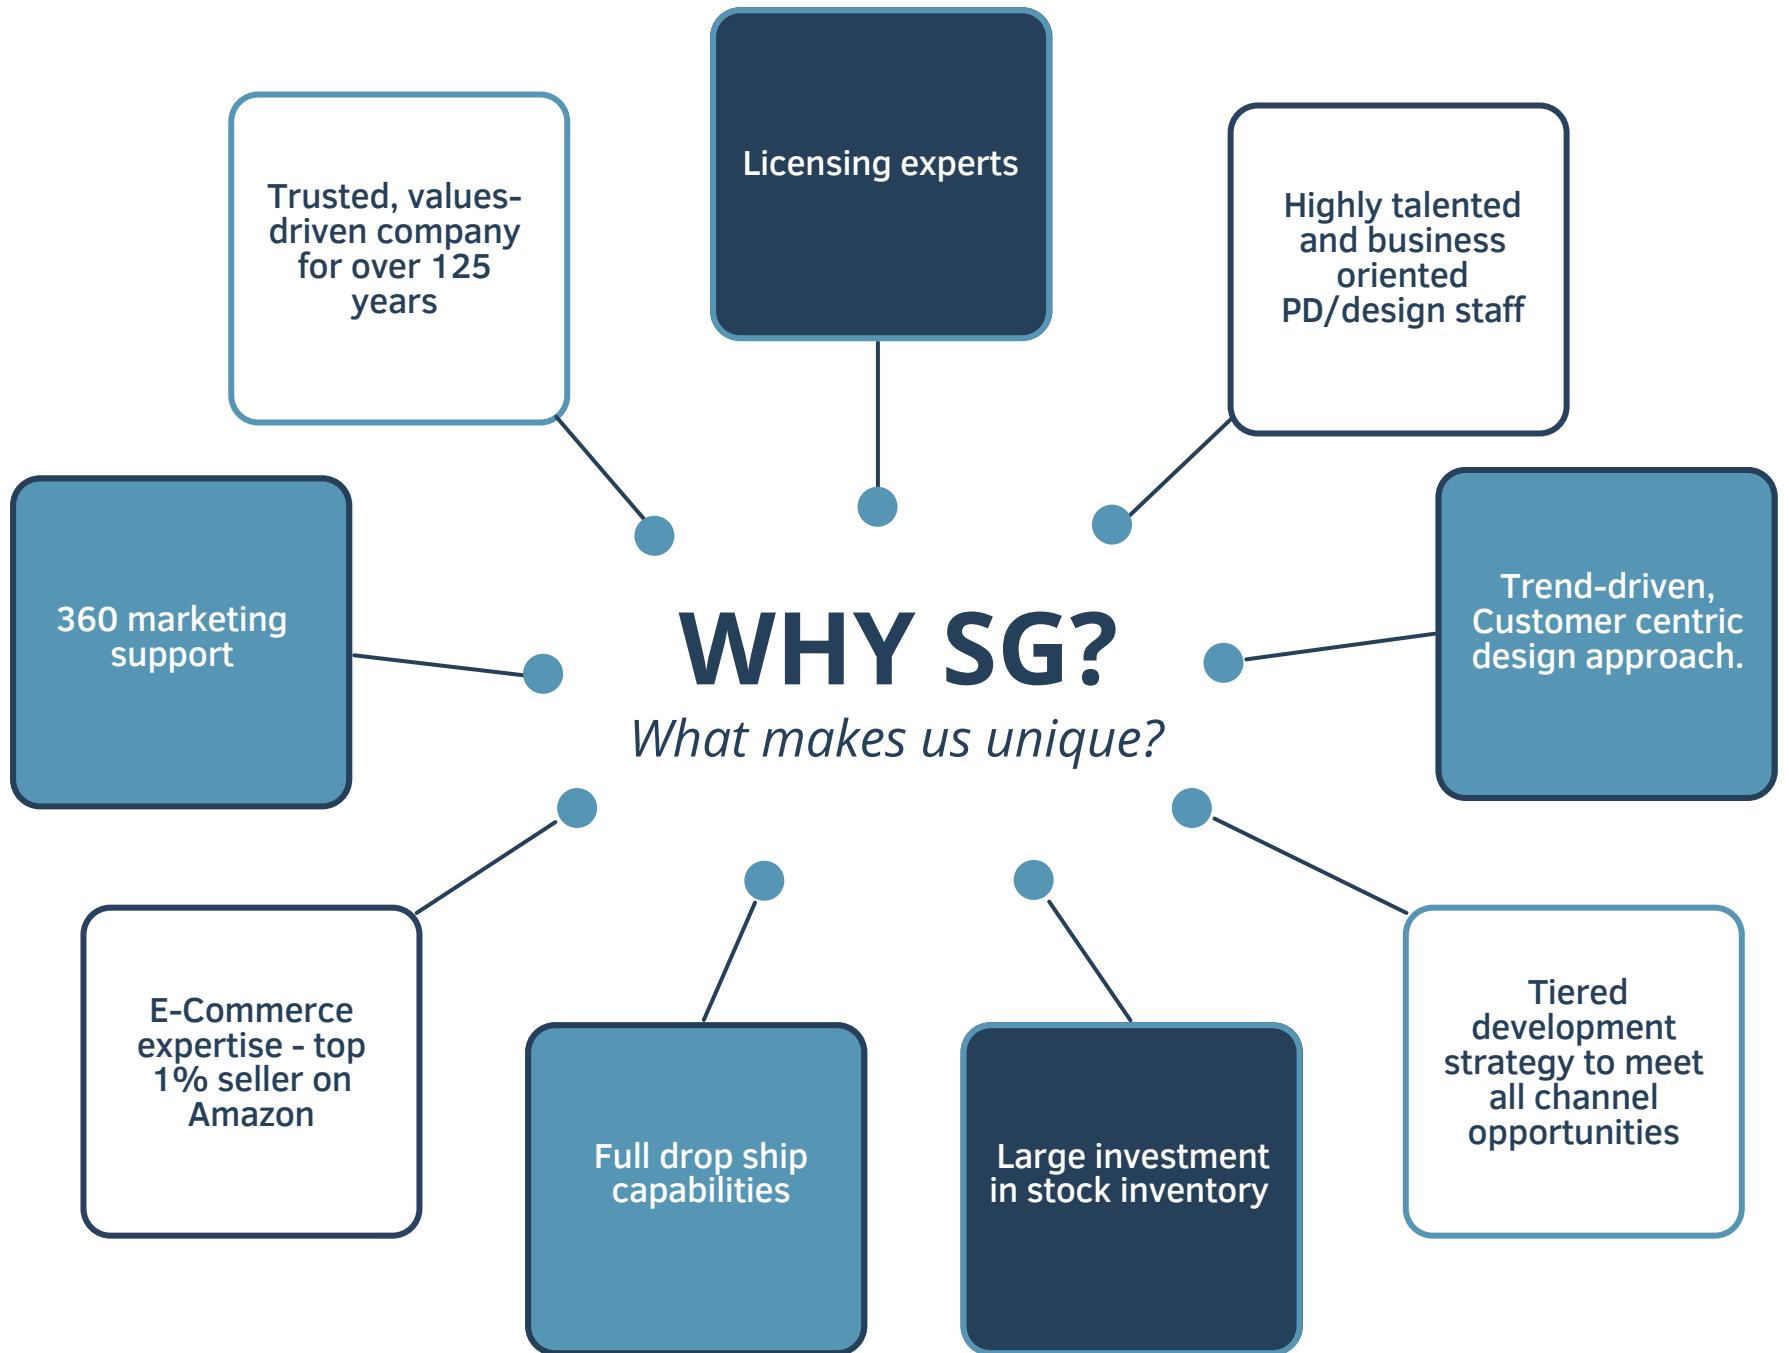 Licensing experts
Trusted, values-
driven company
for over 125
years
Highly talented
and business
oriented
PD/design staff
360 marketing
support
WHY SG?
What makes us unique?
Trend-driven,
Customer centric
design approach.
E-Commerce
expertise - top
1% seller on
Amazon
Full drop ship
capabilities
Large investment
in stock inventory
Tiered
development
strategy to meet
all channel
opportunities